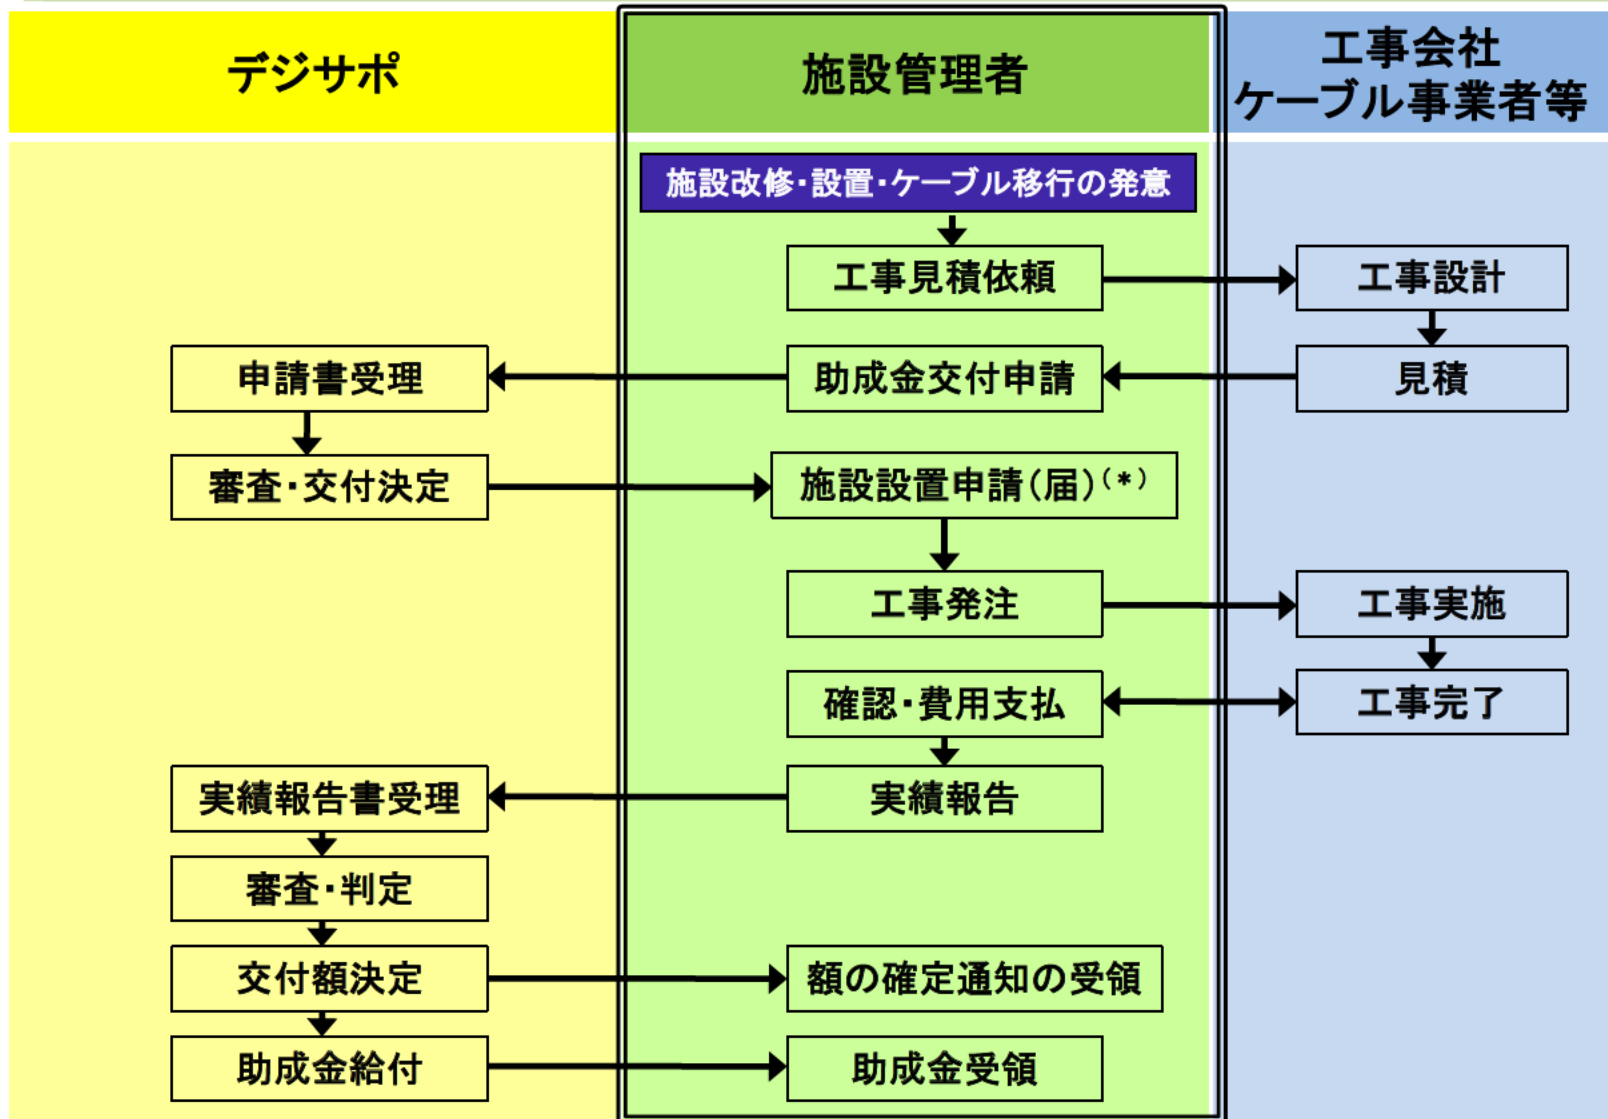 デジサポ
施設管理者
工事会社
ケーブル事業者等
施設改修・設置・ケーブル移行の発意
工事見積依頼
工事設計
申請書受理
助成金交付申請
見積
審査・交付決定
施設設置申請(届)(*)
工事発注
工事実施
確認・費用支払
工事完了
実績報告書受理
実績報告
審査・判定
交付額決定
額の確定通知の受領
助成金給付
助成金受領